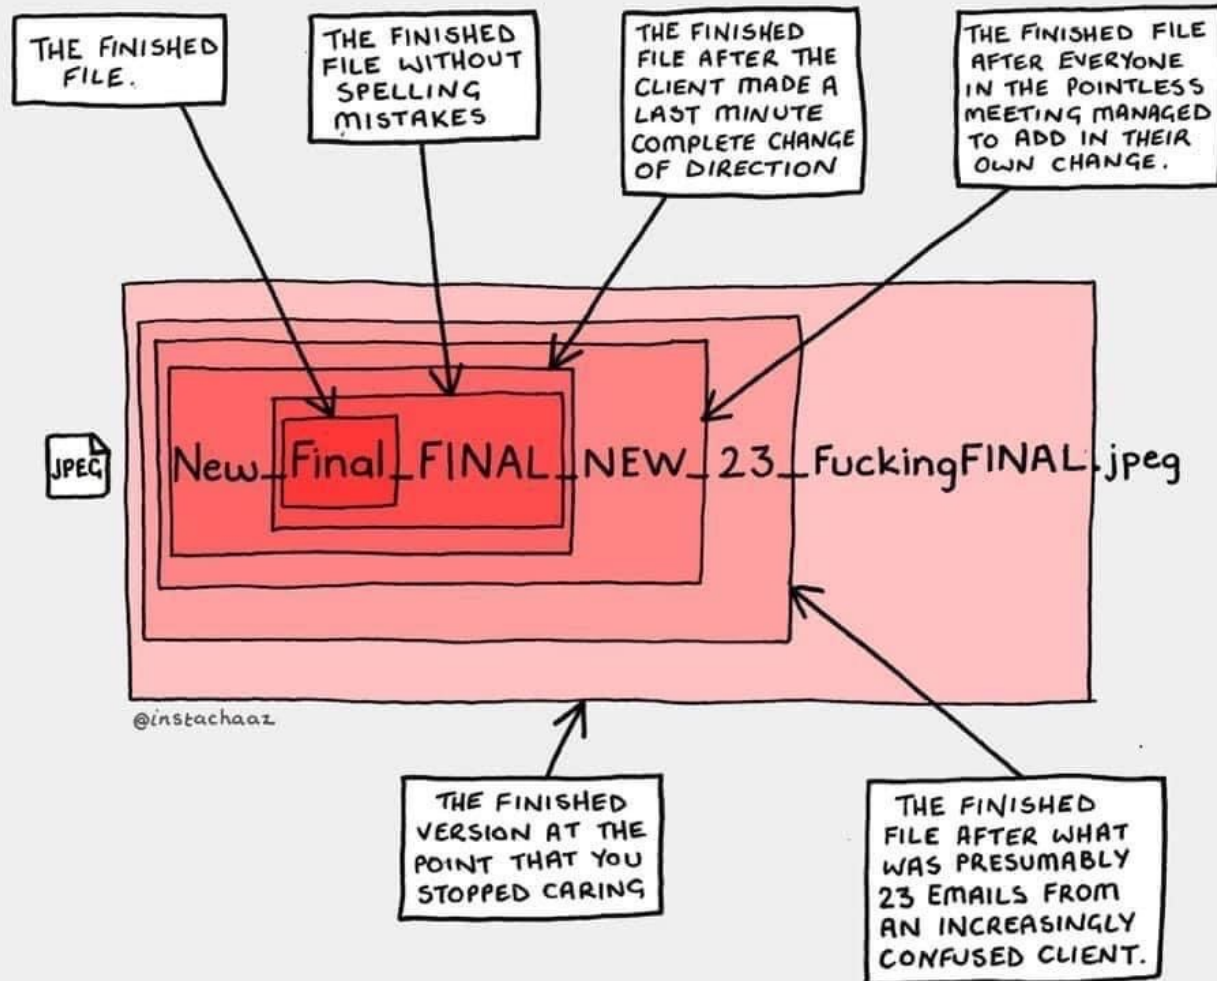 THE FINISHED
FILE.
THE FINISHED
FILE WITHOUT
SPELLING
MISTAKES
THE FINISHED
FILE AFTER THE
CLIENT MADE A
LAST MINUTE
COMPLETE CHANGE
OF DIRECTION
THE FINISHED FILE
AFTER EVERYONE
IN THE POINTLESS
MEETING MANAGED
TO ADD IN THEIR
OWN CHANGE.
JPEG
New_Final_FINAL_NEW_23_FuckingFINAL.jpeg
@instachaaz
THE FINISHED
VERSION AT THE
POINT THAT YOU
STOPPED CARING
THE FINISHED
FILE AFTER WHAT
WAS PRESUMABLY
23 EMAILS FROM
AN INCREASINGLY
CONFUSED CLIENT.